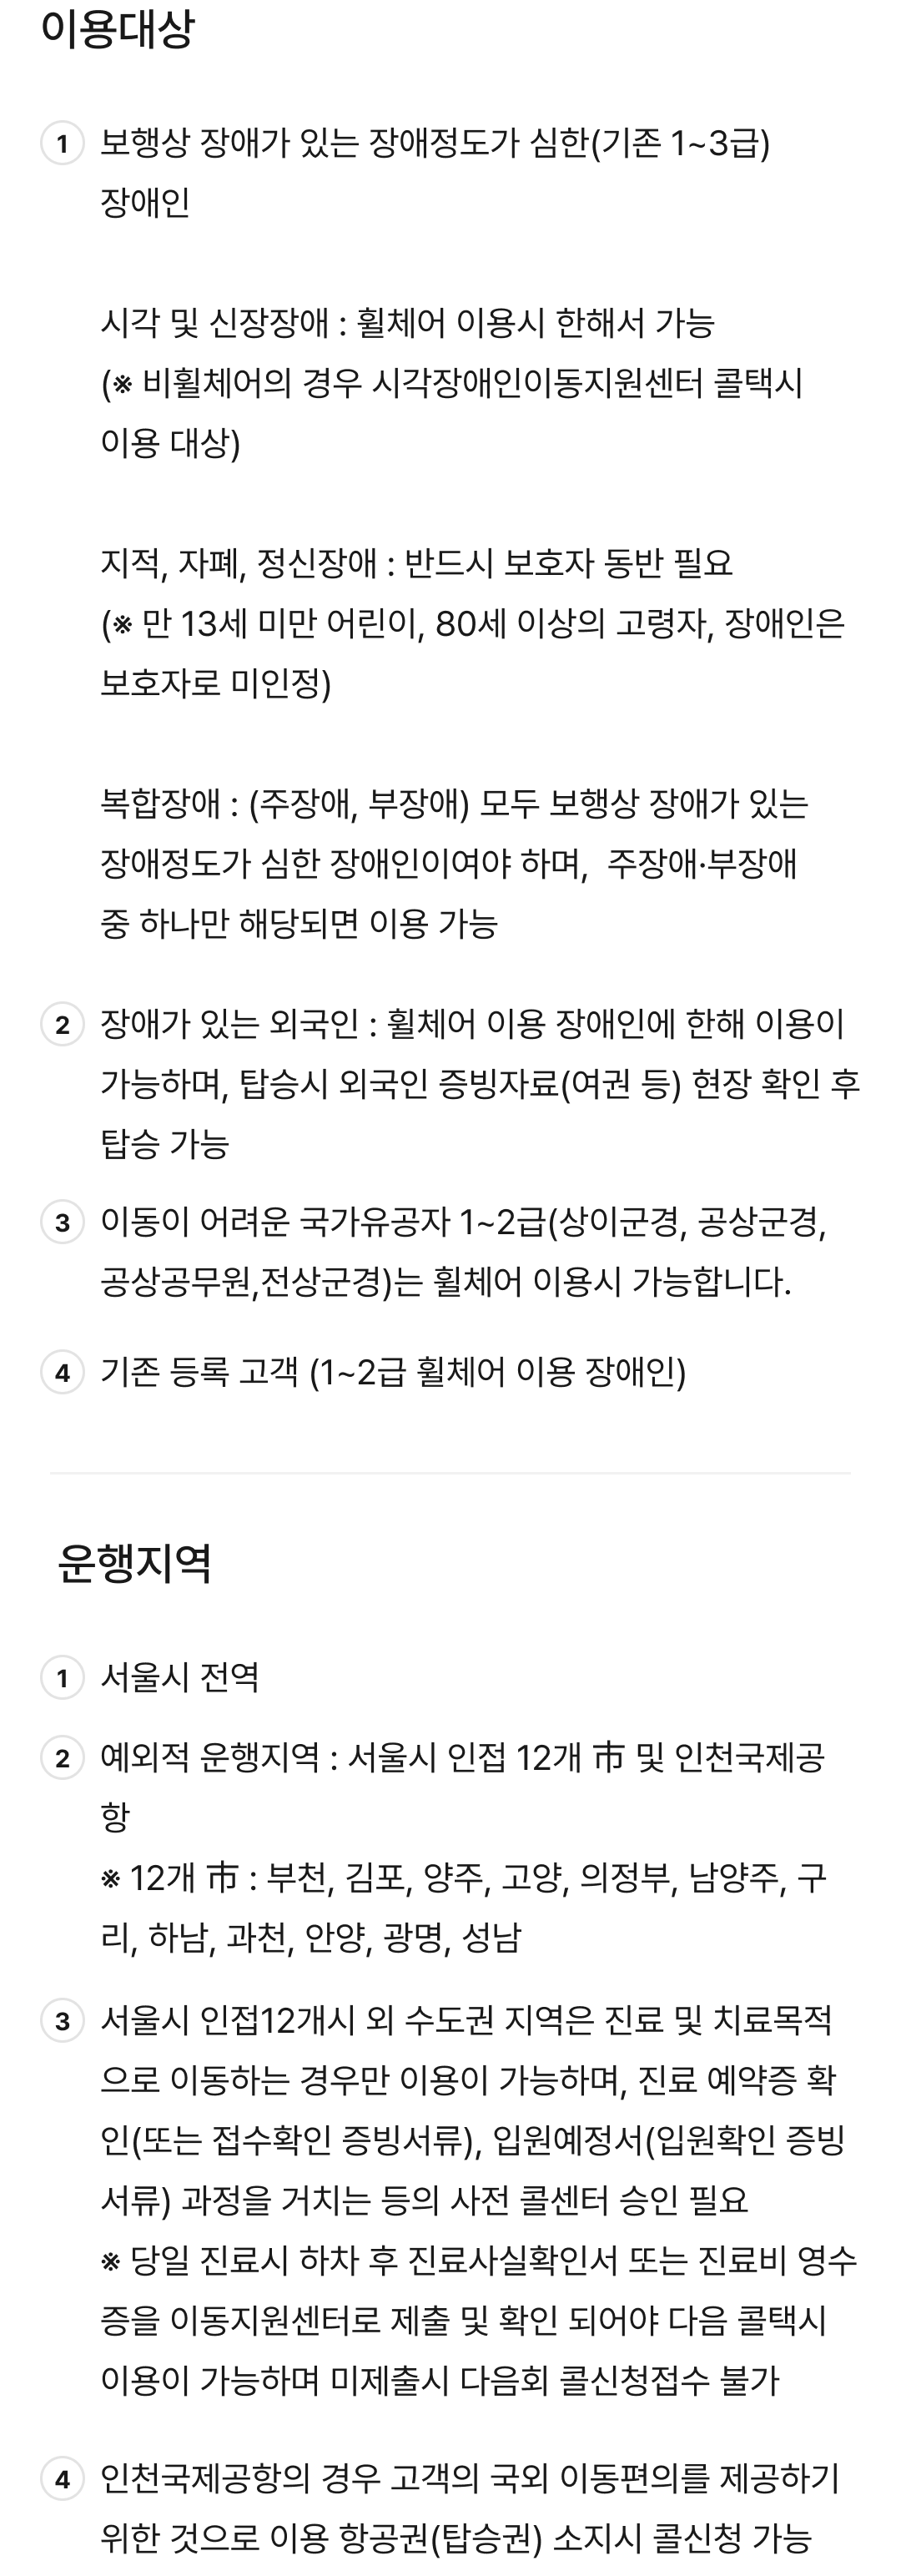 이용대상
1 보행상 장애가 있는 장애정도가 심한(기존 1~3급)
장애인
시각 및 신장장애 : 휠체어 이용시 한해서 가능
(※ 비휠체어의 경우 시각장애인이동지원센터 콜택시
이용 대상)
지적, 자폐, 정신장애 : 반드시 보호자 동반 필요
(※ 만 13세 미만 어린이, 80세 이상의 고령자, 장애인은
보호자로 미인정)
복합장애 : (주장애, 부장애) 모두 보행상 장애가 있는
장애정도가 심한 장애인이여야 하며,  주장애·부장애
중 하나만 해당되면 이용 가능
2 장애가 있는 외국인 : 휠체어 이용 장애인에 한해 이용이
가능하며, 탑승시 외국인 증빙자료(여권 등) 현장 확인 후
탑승 가능
3 이동이 어려운 국가유공자 1~2급(상이군경, 공상군경,
공상공무원,전상군경)는 휠체어 이용시 가능합니다.
4 기존 등록 고객 (1~2급 휠체어 이용 장애인)
운행지역
1 서울시 전역
2 예외적 운행지역 : 서울시 인접 12개 市 및 인천국제공
항
※ 12개 市 : 부천, 김포, 양주, 고양, 의정부, 남양주, 구
리, 하남, 과천, 안양, 광명, 성남
3 서울시 인접12개시 외 수도권 지역은 진료 및 치료목적
으로 이동하는 경우만 이용이 가능하며, 진료 예약증 확
인(또는 접수확인 증빙서류), 입원예정서(입원확인 증빙
서류) 과정을 거치는 등의 사전 콜센터 승인 필요
※ 당일 진료시 하차 후 진료사실확인서 또는 진료비 영수
증을 이동지원센터로 제출 및 확인 되어야 다음 콜택시
이용이 가능하며 미제출시 다음회 콜신청접수 불가
4 인천국제공항의 경우 고객의 국외 이동편의를 제공하기
위한 것으로 이용 항공권(탑승권) 소지시 콜신청 가능